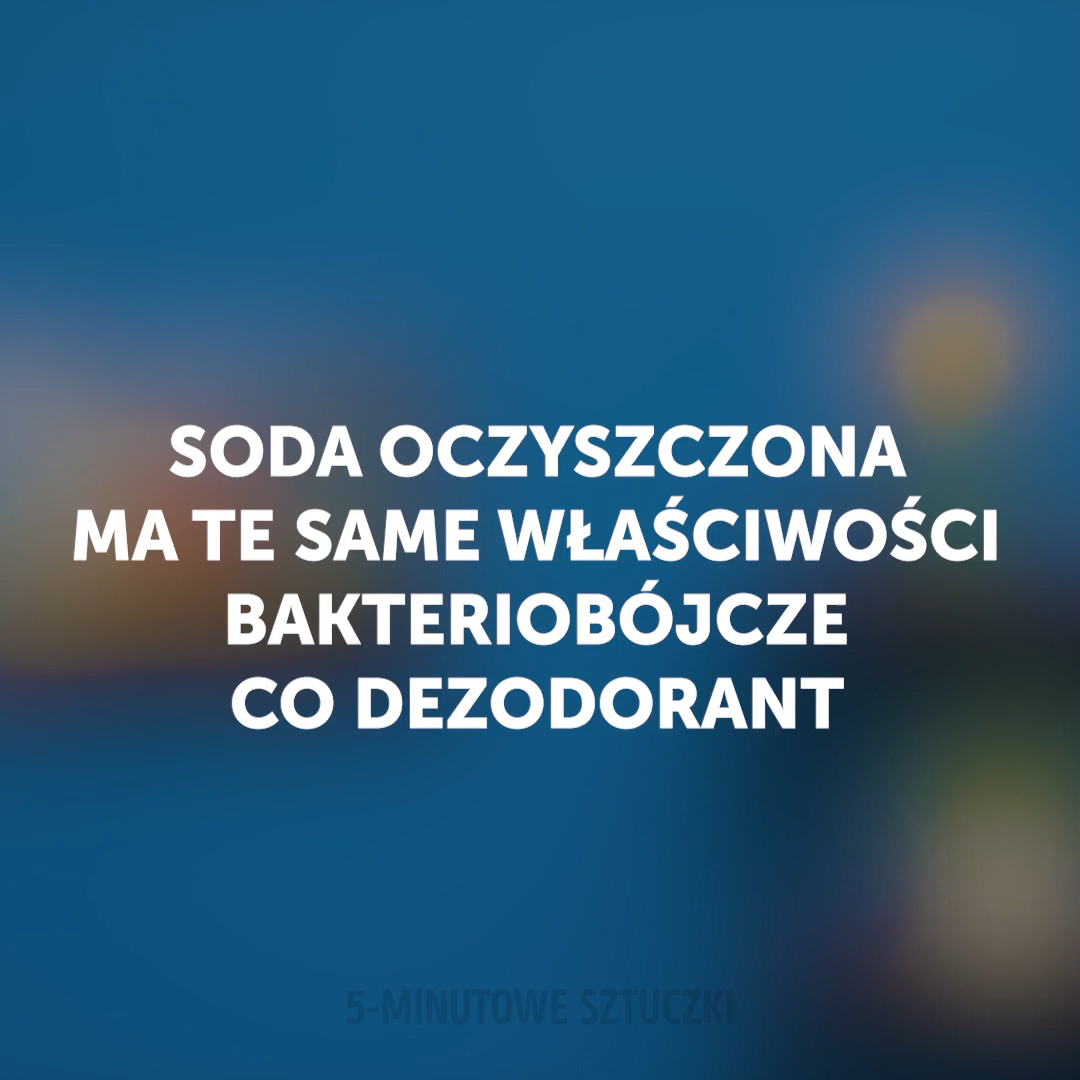 SODA OCZYSZCZONA
MA TE SAME WŁAŚCIWOŚCI
BAKTERIOBÓJCZE
CO DEZODORANT
5-MINUTOWE SZTUCZKI